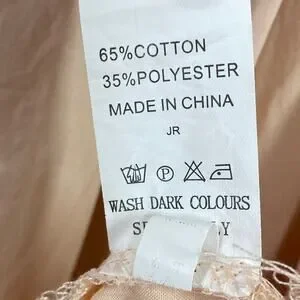 65%COTTON
35%POLYESTER
MADE IN CHINA
JR
P
WASH DARK COLOURS